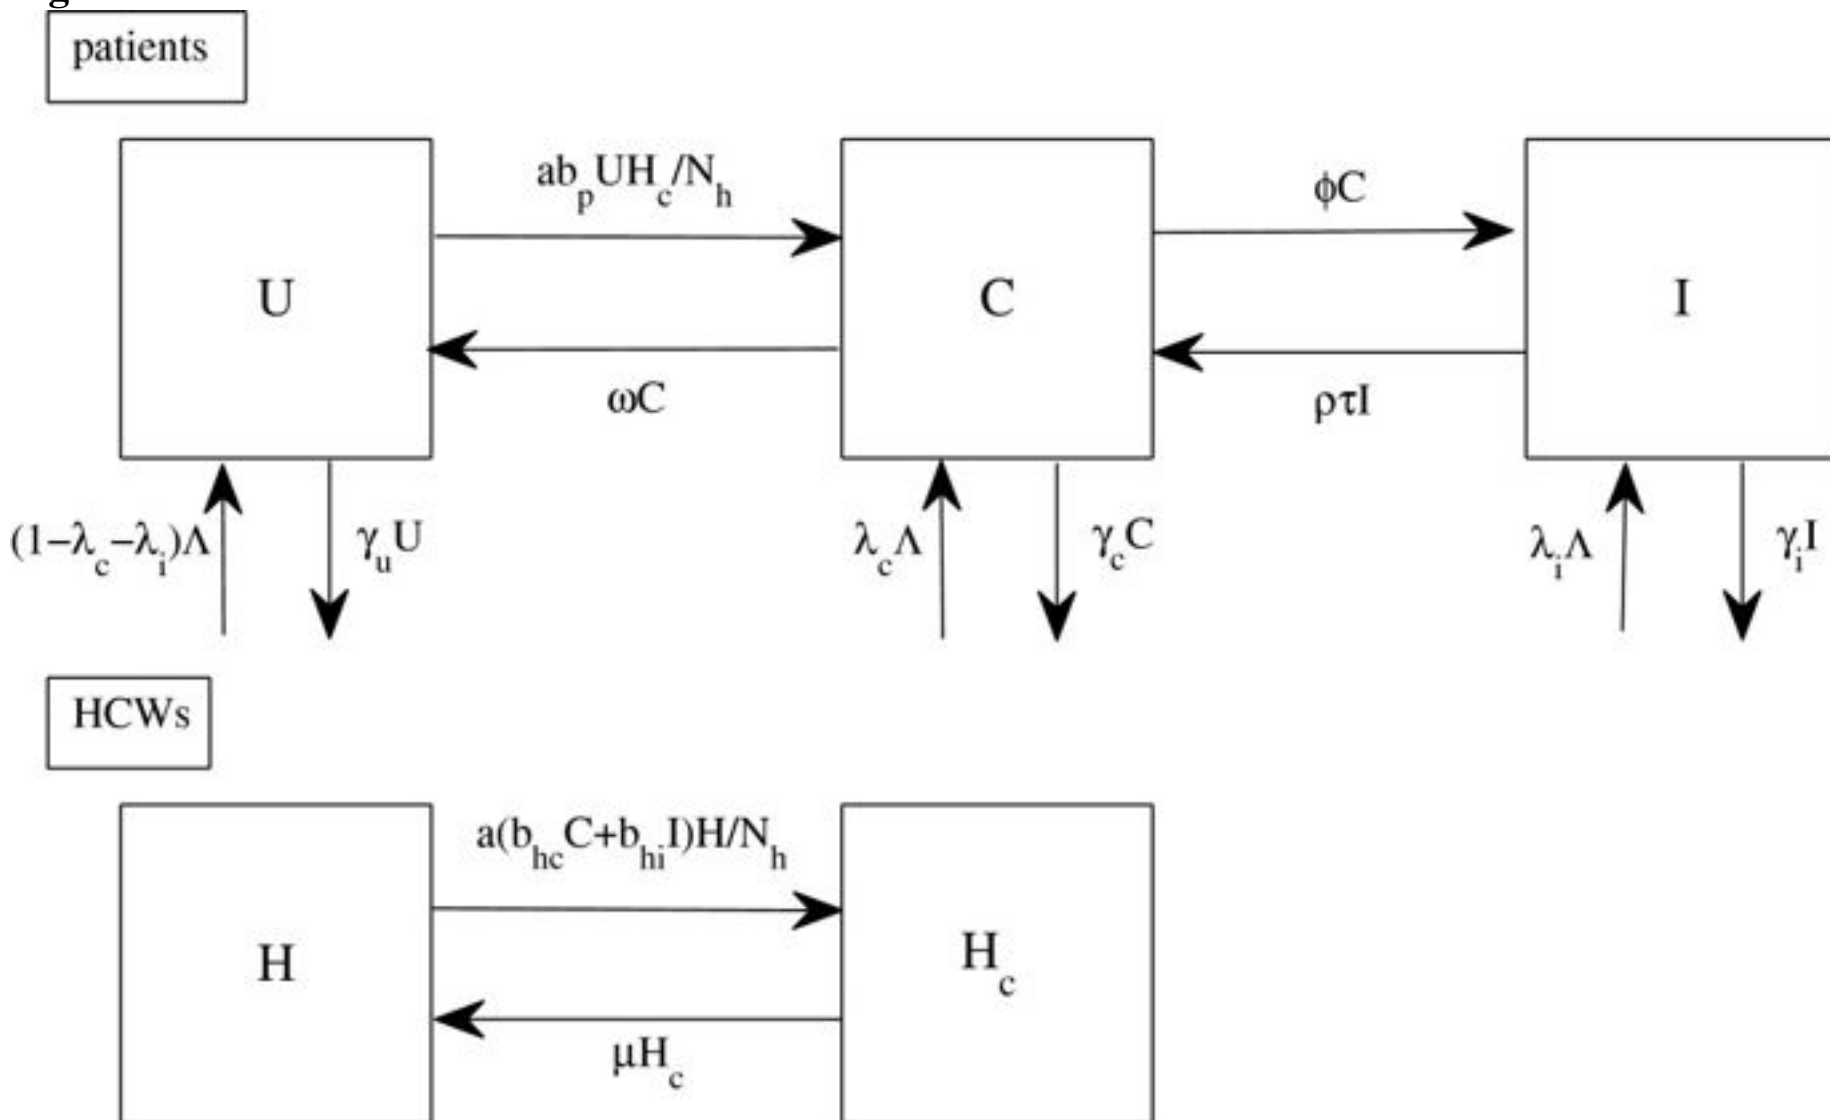 patients
ab_pUH_c/N_h
ϕC
U
C
I
ωC
ρτI
(1−λ_c−λ_i)Λ
γ_uU
λ_cΛ
γ_cC
λ_iΛ
γ_iI
HCWs
a(b_hcC+b_hiI)H/N_h
H
H_c
μH_c